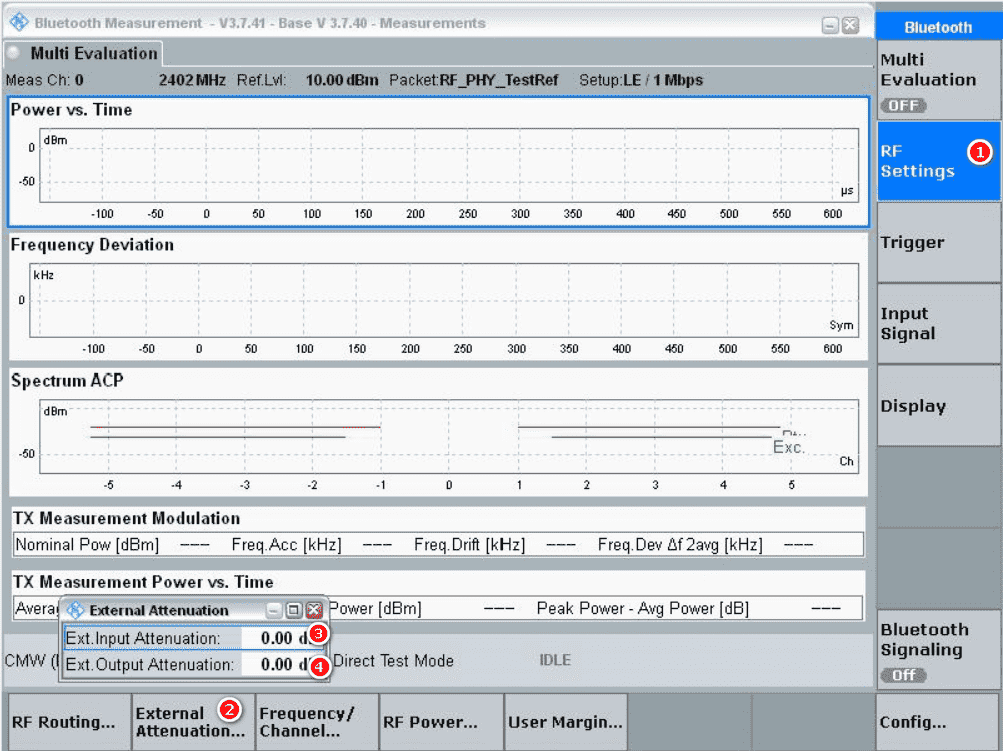 Bluetooth Measurement - V3.7.41 - Base V 3.7.40 - Measurements
Multi Evaluation
Meas Ch: 0 2402 MHz Ref.Lvl: 10.00 dBm Packet:RF_PHY_TestRef Setup:LE / 1 Mbps
Power vs. Time
dBm
0
-50
µs
-100 -50 0 50 100 150 200 250 300 350 400 450 500 550 600
Frequency Deviation
kHz
0
Sym
-100 -50 0 50 100 150 200 250 300 350 400 450 500 550 600
Spectrum ACP
dBm
Exc.
-50
Ch
-5 -4 -3 -2 -1 0 1 2 3 4 5
TX Measurement Modulation
Nominal Pow [dBm] --- Freq.Acc [kHz] --- Freq.Drift [kHz] --- Freq.Dev Δf 2avg [kHz] ---
TX Measurement Power vs. Time
Power [dBm] --- Peak Power - Avg Power [dB] ---
External Attenuation
Ext.Input Attenuation: 0.00 3
Ext.Output Attenuation: 0.00 4
CMW Direct Test Mode IDLE
RF Routing...
External
Attenuation...
2
Frequency/
Channel...
RF Power...
User Margin...
Bluetooth
Multi
Evaluation
OFF
RF
Settings
1
Trigger
Input
Signal
Display
Bluetooth
Signaling
Off
Config...